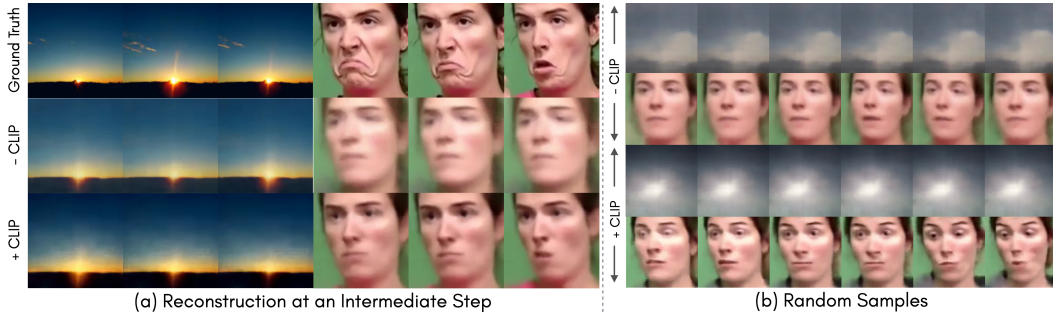 Ground Truth
- CLIP
+ CLIP
(a) Reconstruction at an Intermediate Step
- CLIP
+ CLIP
(b) Random Samples